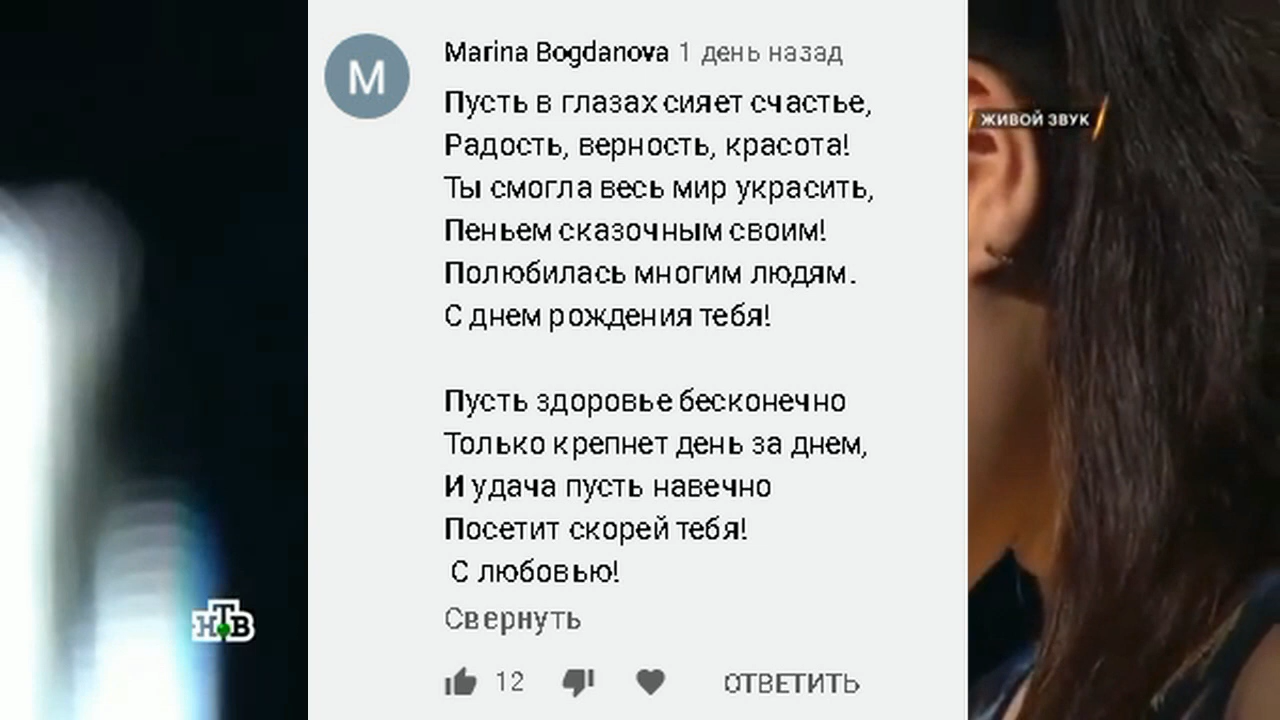 M
Marina Bogdanova 1 день назад
Пусть в глазах сияет счастье,
Радость, верность, красота!
Ты смогла весь мир украсить,
Пеньем сказочным своим!
Полюбилась многим людям.
С днем рождения тебя!
Пусть здоровье бесконечно
Только крепнет день за днем,
И удача пусть навечно
Посетит скорей тебя!
С любовью!
Свернуть
12
ОТВЕТИТЬ
ЖИВОЙ ЗВУК
НТВ